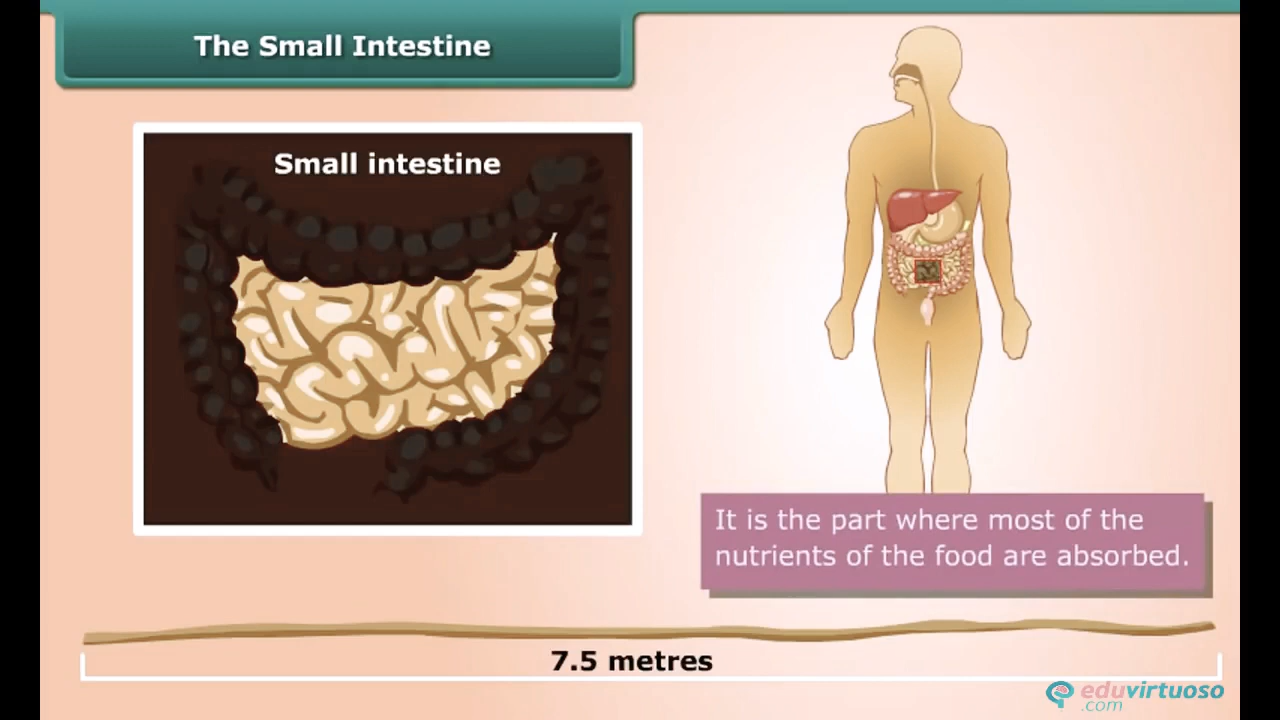 The Small Intestine
Small intestine
It is the part where most of the
nutrients of the food are absorbed.
7.5 metres
eduvirtuoso
.com